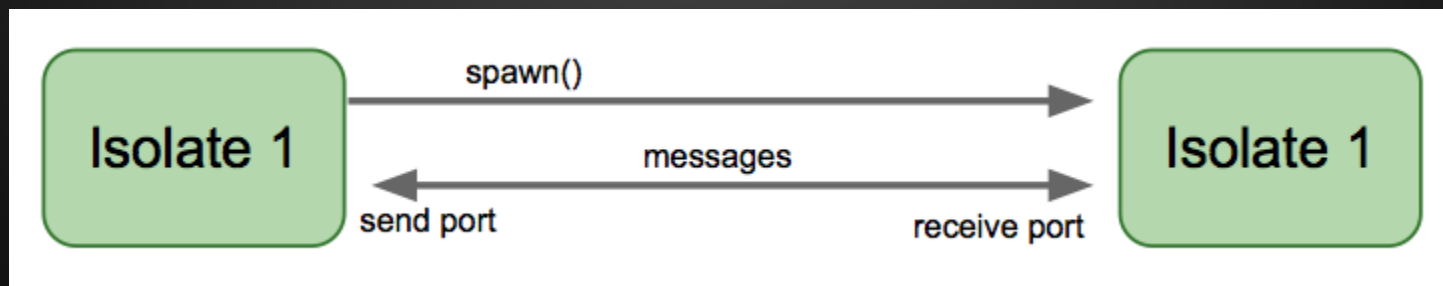 spawn()
Isolate 1
messages
Isolate 1
send port
receive port